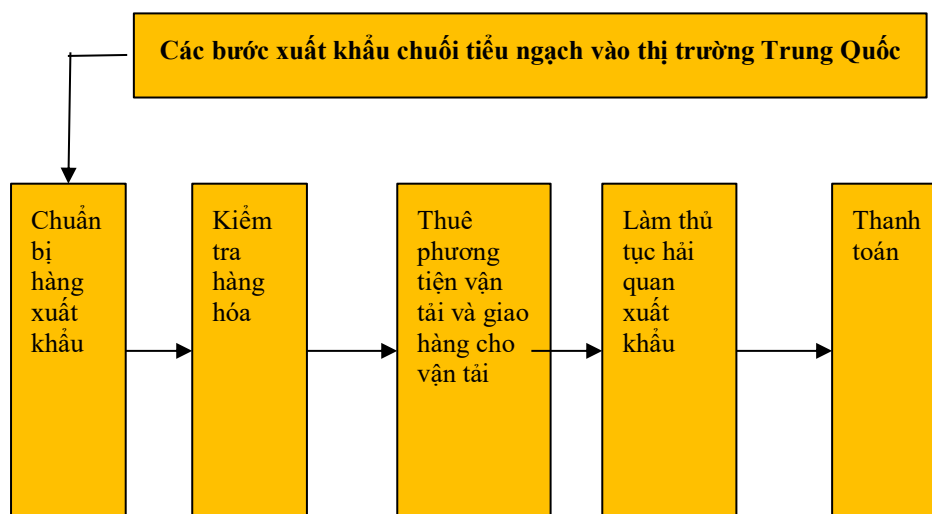 Các bước xuất khẩu chuối tiểu ngạch vào thị trường Trung Quốc
Chuẩn
bị
hàng
xuất
khẩu
Kiểm
tra
hàng
hóa
Thuê
phương
tiện vận
tải và giao
hàng cho
vận tải
Làm thủ
tục hải
quan
xuất
khẩu
Thanh
toán